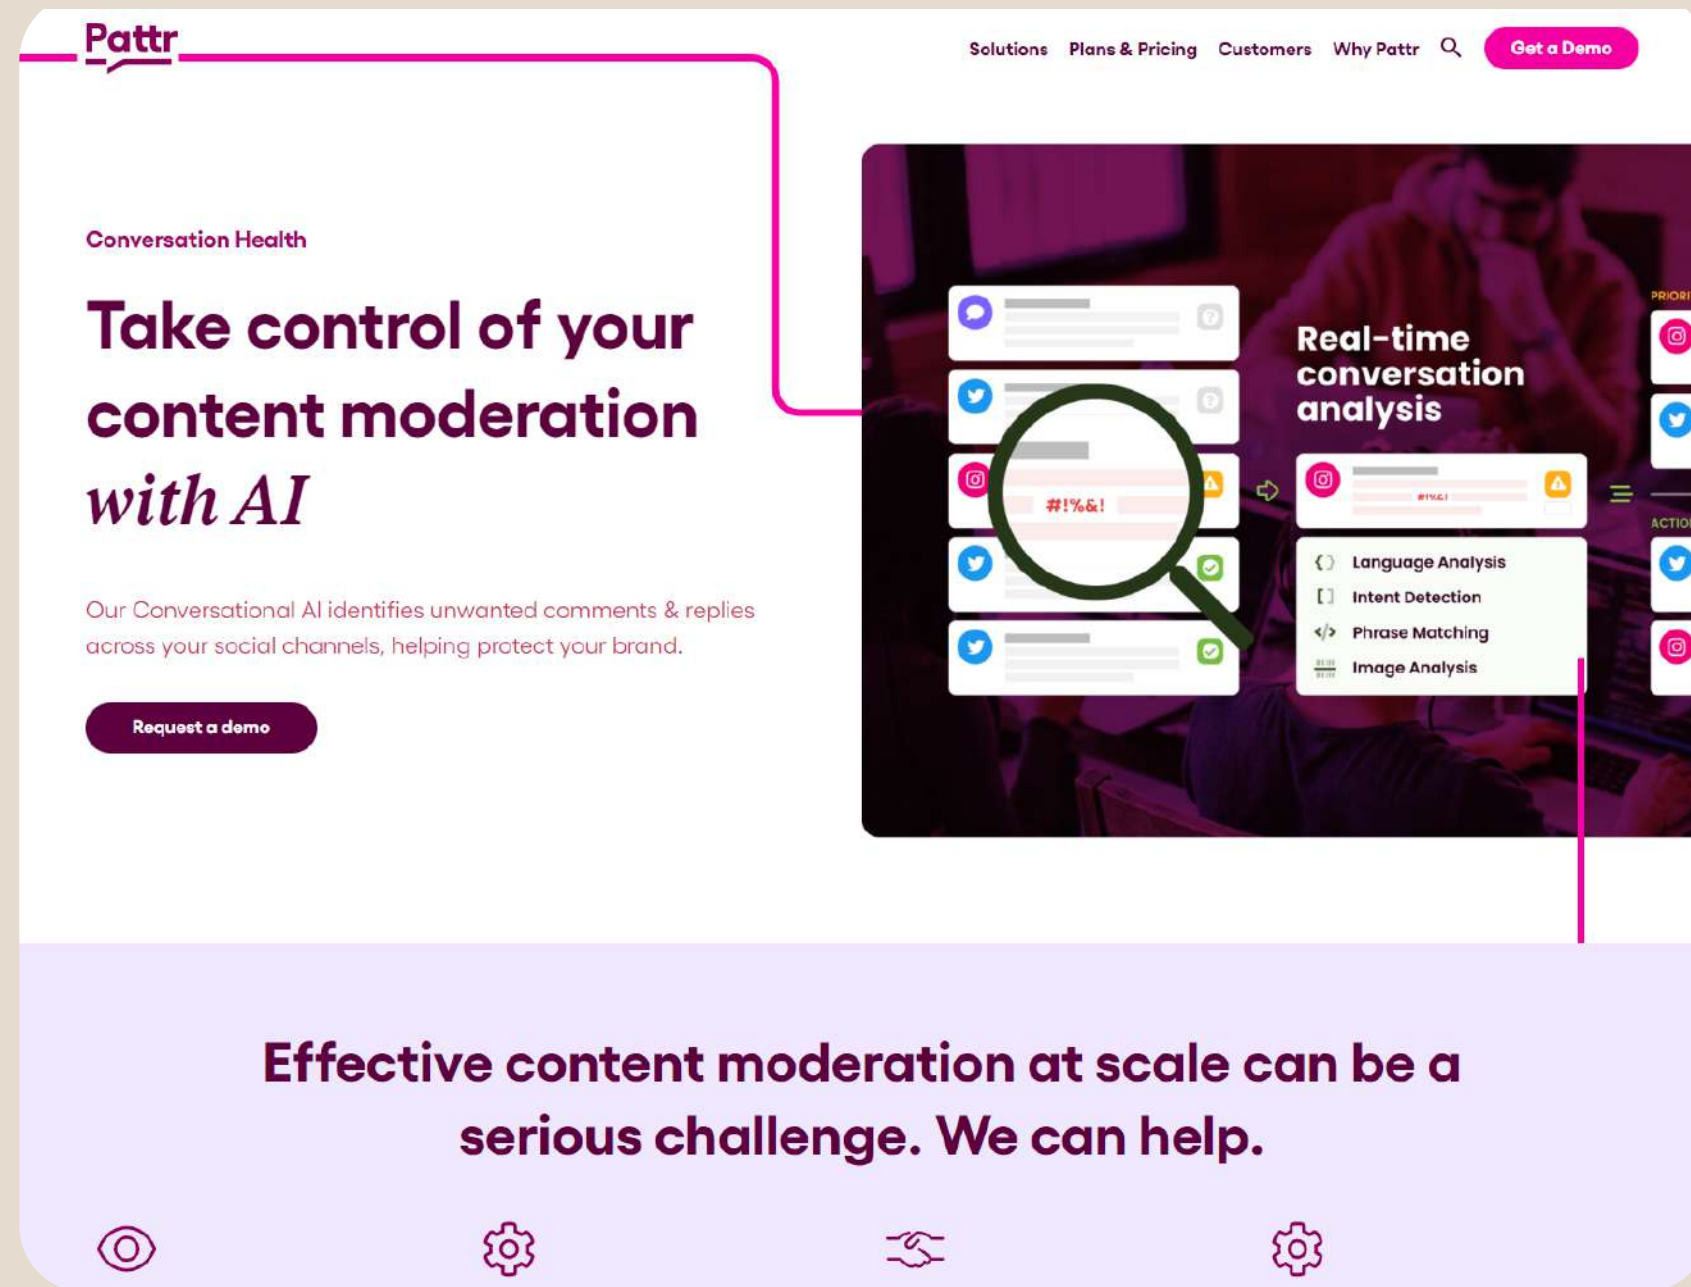 Pattr
Solutions Plans & Pricing Customers Why Pattr Get a Demo
Conversation Health
Take control of your
content moderation
with AI
Our Conversational AI identifies unwanted comments & replies
across your social channels, helping protect your brand.
Request a demo
#!%&!
Real-time
conversation
analysis
#!%&!
Language Analysis
Intent Detection
Phrase Matching
Image Analysis
PRIORI
ACTION
Effective content moderation at scale can be a
serious challenge. We can help.